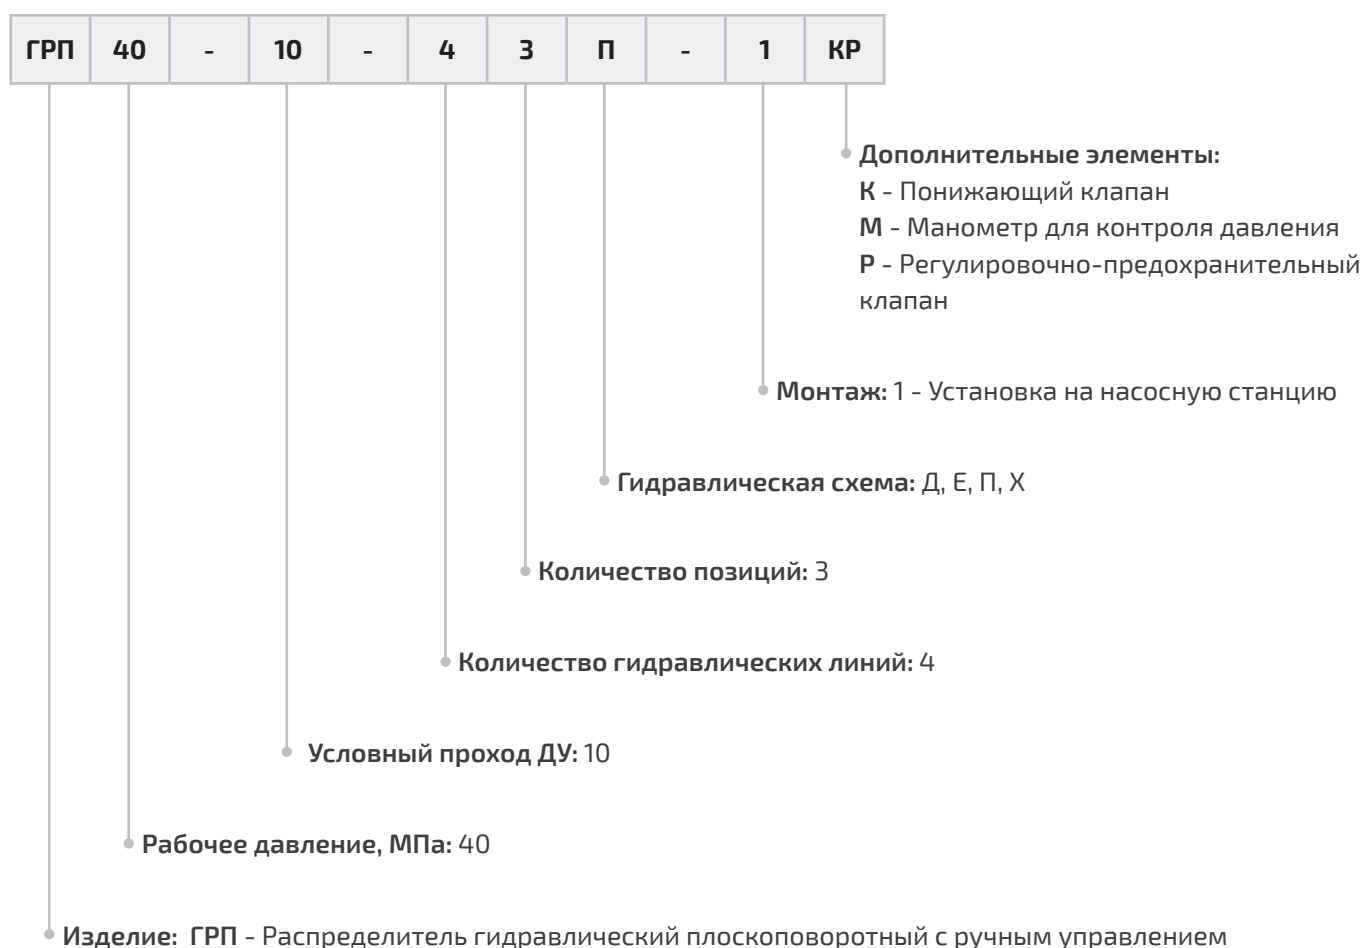 ГРП 40 - 10 - 4 3 П - 1 КР
Дополнительные элементы:
К - Понижающий клапан
М - Манометр для контроля давления
Р - Регулировочно-предохранительный
клапан
Монтаж: 1 - Установка на насосную станцию
Гидравлическая схема: Д, Е, П, Х
Количество позиций: 3
Количество гидравлических линий: 4
Условный проход ДУ: 10
Рабочее давление, МПа: 40
Изделие: ГРП - Распределитель гидравлический плоскоповоротный с ручным управлением